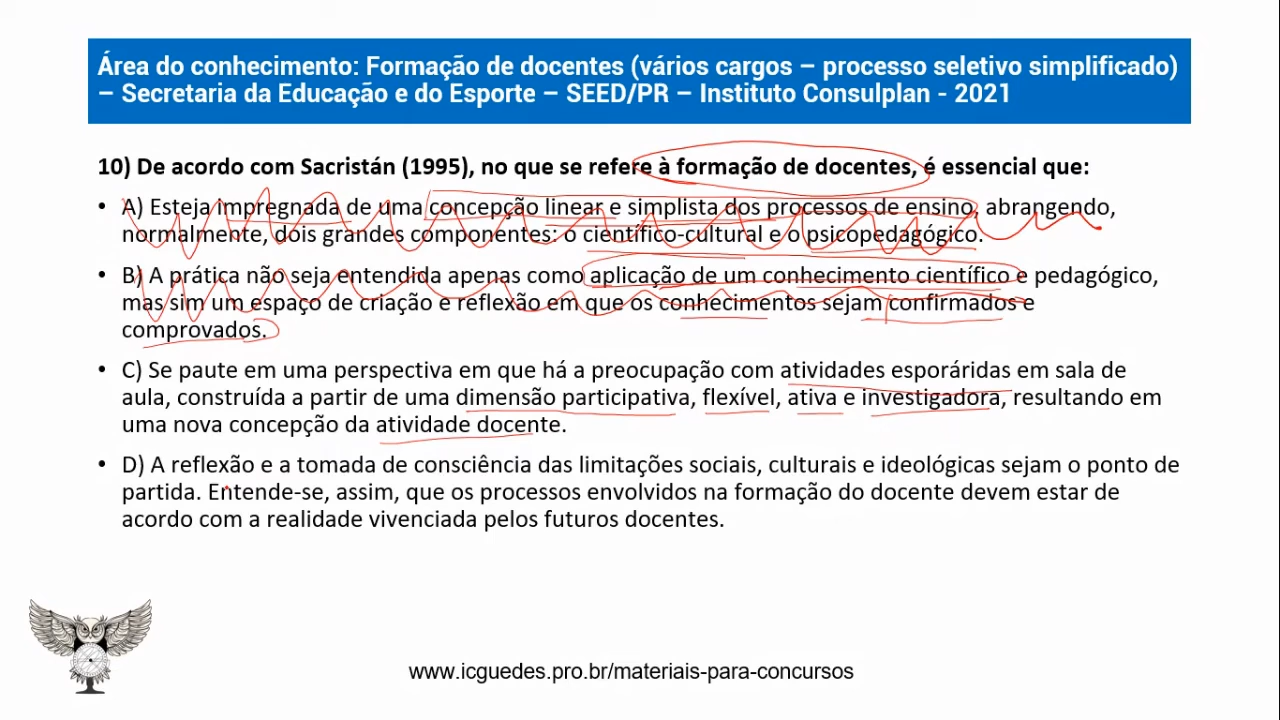 Área do conhecimento: Formação de docentes (vários cargos – processo seletivo simplificado)
– Secretaria da Educação e do Esporte – SEED/PR – Instituto Consulplan - 2021
10) De acordo com Sacristán (1995), no que se refere à formação de docentes, é essencial que:
• A) Esteja impregnada de uma concepção linear e simplista dos processos de ensino, abrangendo,
normalmente, dois grandes componentes: o científico-cultural e o psicopedagógico.
• B) A prática não seja entendida apenas como aplicação de um conhecimento científico e pedagógico,
mas sim um espaço de criação e reflexão em que os conhecimentos sejam confirmados e
comprovados.
• C) Se paute em uma perspectiva em que há a preocupação com atividades esporáridas em sala de
aula, construída a partir de uma dimensão participativa, flexível, ativa e investigadora, resultando em
uma nova concepção da atividade docente.
• D) A reflexão e a tomada de consciência das limitações sociais, culturais e ideológicas sejam o ponto de
partida. Entende-se, assim, que os processos envolvidos na formação do docente devem estar de
acordo com a realidade vivenciada pelos futuros docentes.
www.icguedes.pro.br/materiais-para-concursos